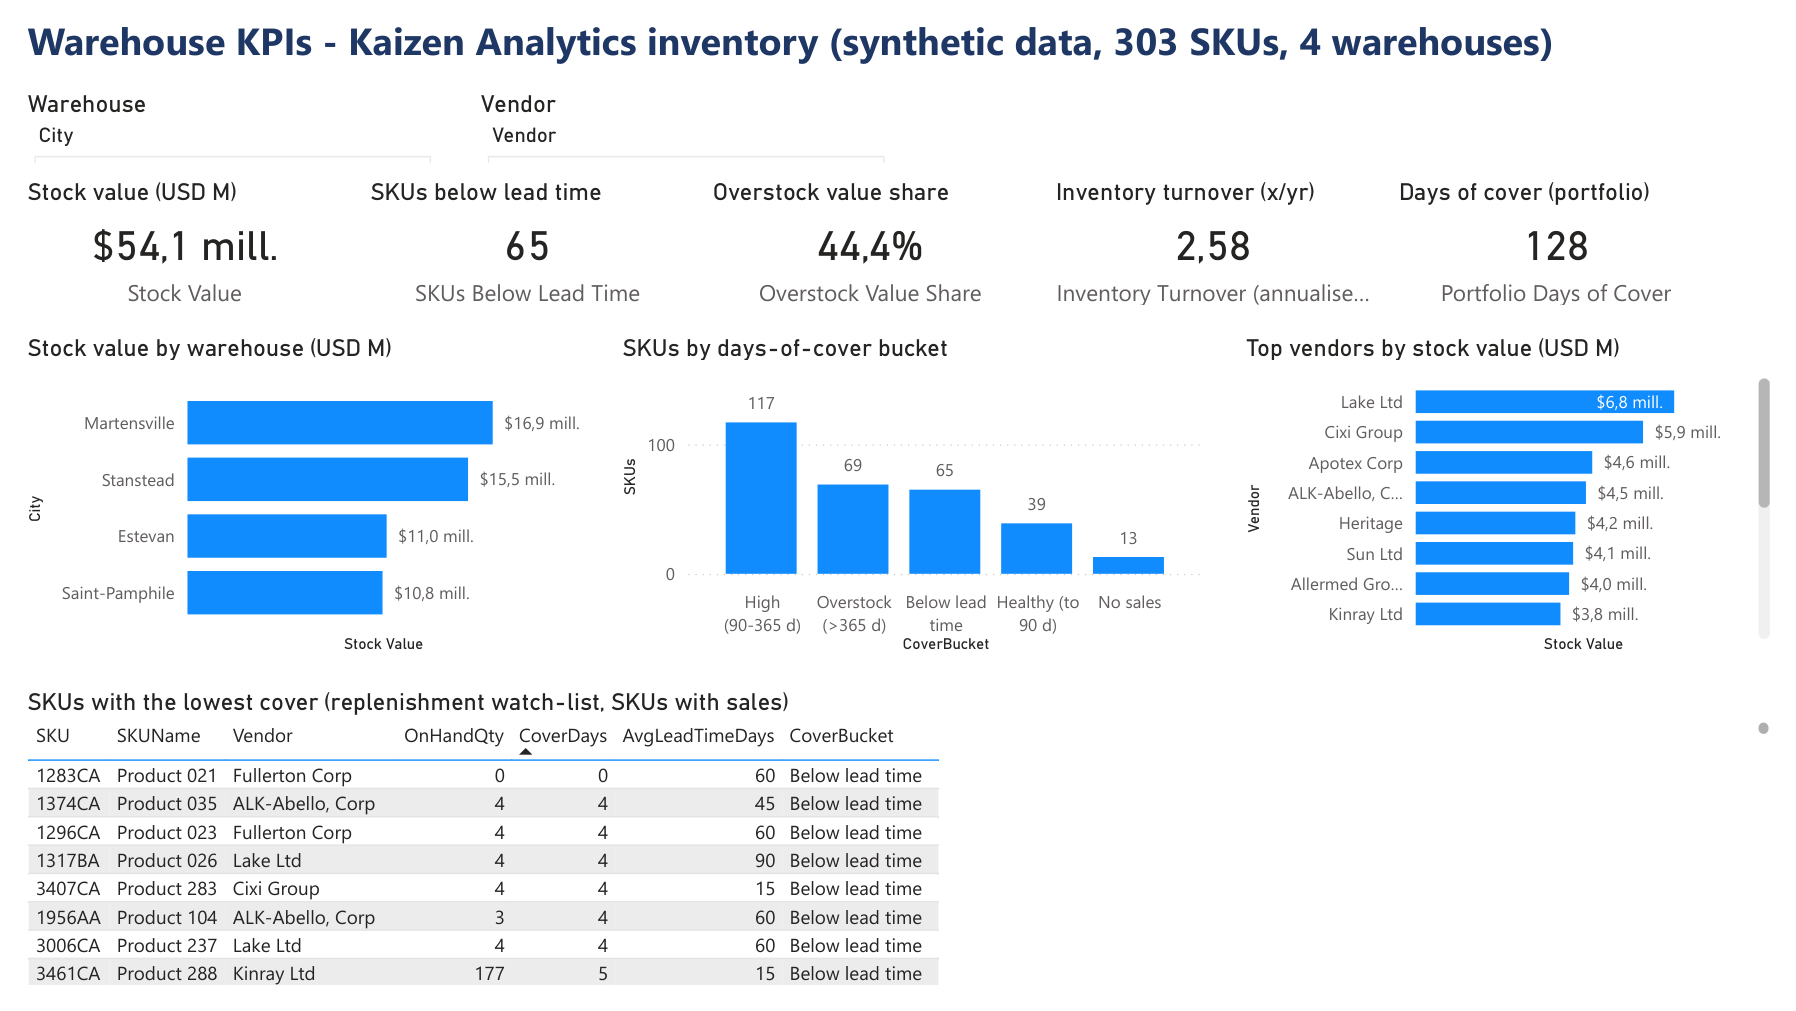 Warehouse KPIs - Kaizen Analytics inventory (synthetic data, 303 SKUs, 4 warehouses)
Warehouse
City
Vendor
Vendor
Stock value (USD M)
$54,1 mill.
Stock Value
SKUs below lead time
65
SKUs Below Lead Time
Overstock value share
44,4%
Overstock Value Share
Inventory turnover (x/yr)
2,58
Inventory Turnover (annualise...
Days of cover (portfolio)
128
Portfolio Days of Cover
Stock value by warehouse (USD M)
City
Martensville $16,9 mill.
Stanstead $15,5 mill.
Estevan $11,0 mill.
Saint-Pamphile $10,8 mill.
Stock Value
SKUs by days-of-cover bucket
SKUs
100
0
117
69
65
39
13
High (90-365 d)
Overstock (>365 d)
Below lead time
Healthy (to 90 d)
No sales
CoverBucket
Top vendors by stock value (USD M)
Vendor
Lake Ltd $6,8 mill.
Cixi Group $5,9 mill.
Apotex Corp $4,6 mill.
ALK-Abello, C... $4,5 mill.
Heritage $4,2 mill.
Sun Ltd $4,1 mill.
Allermed Gro... $4,0 mill.
Kinray Ltd $3,8 mill.
Stock Value
SKUs with the lowest cover (replenishment watch-list, SKUs with sales)
SKU SKUName Vendor OnHandQty CoverDays AvgLeadTimeDays CoverBucket
1283CA Product 021 Fullerton Corp 0 0 60 Below lead time
1374CA Product 035 ALK-Abello, Corp 4 4 45 Below lead time
1296CA Product 023 Fullerton Corp 4 4 60 Below lead time
1317BA Product 026 Lake Ltd 4 4 90 Below lead time
3407CA Product 283 Cixi Group 4 4 15 Below lead time
1956AA Product 104 ALK-Abello, Corp 3 4 60 Below lead time
3006CA Product 237 Lake Ltd 4 4 60 Below lead time
3461CA Product 288 Kinray Ltd 177 5 15 Below lead time